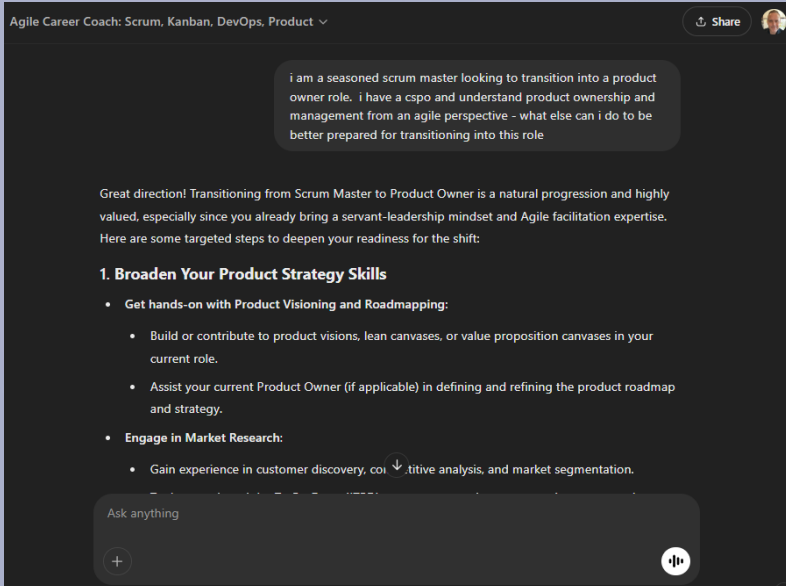 Agile Career Coach: Scrum, Kanban, DevOps, Product
Share
i am a seasoned scrum master looking to transition into a product
owner role.  i have a cspo and understand product ownership and
management from an agile perspective - what else can i do to be
better prepared for transitioning into this role
Great direction! Transitioning from Scrum Master to Product Owner is a natural progression and highly
valued, especially since you already bring a servant-leadership mindset and Agile facilitation expertise.
Here are some targeted steps to deepen your readiness for the shift:
1. Broaden Your Product Strategy Skills
• Get hands-on with Product Visioning and Roadmapping:
• Build or contribute to product visions, lean canvases, or value proposition canvases in your
current role.
• Assist your current Product Owner (if applicable) in defining and refining the product roadmap
and strategy.
• Engage in Market Research:
• Gain experience in customer discovery, titive analysis, and market segmentation.
Ask anything